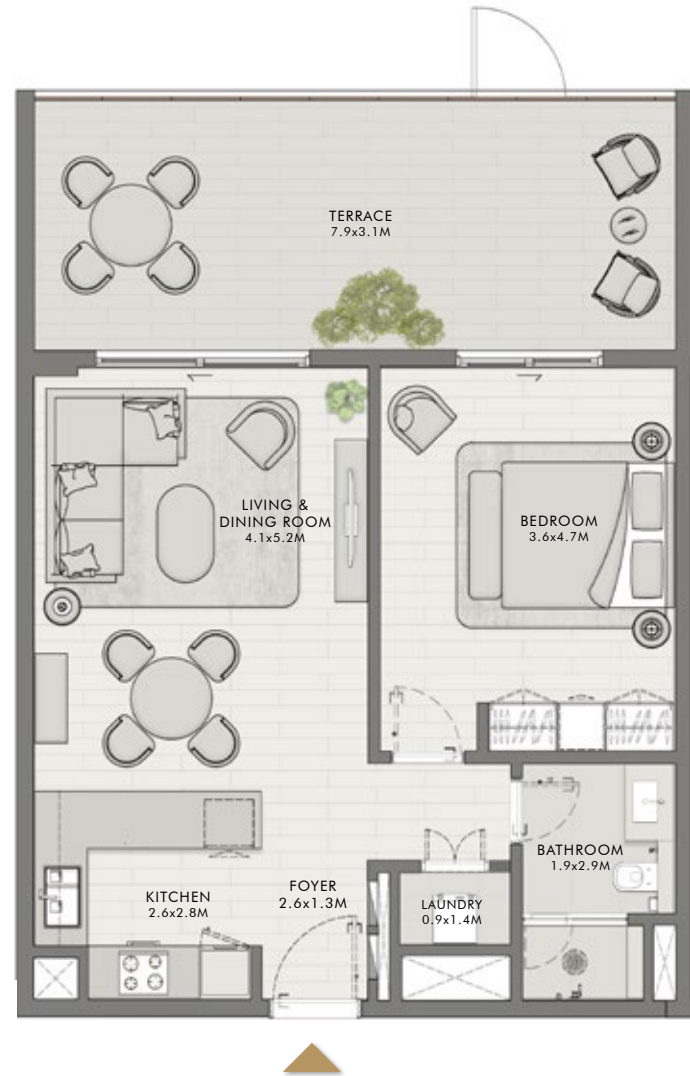 TERRACE
7.9x3.1M
LIVING &
DINING ROOM
4.1x5.2M
BEDROOM
3.6x4.7M
BATHROOM
1.9x2.9M
KITCHEN
2.6x2.8M
FOYER
2.6x1.3M
LAUNDRY
0.9x1.4M